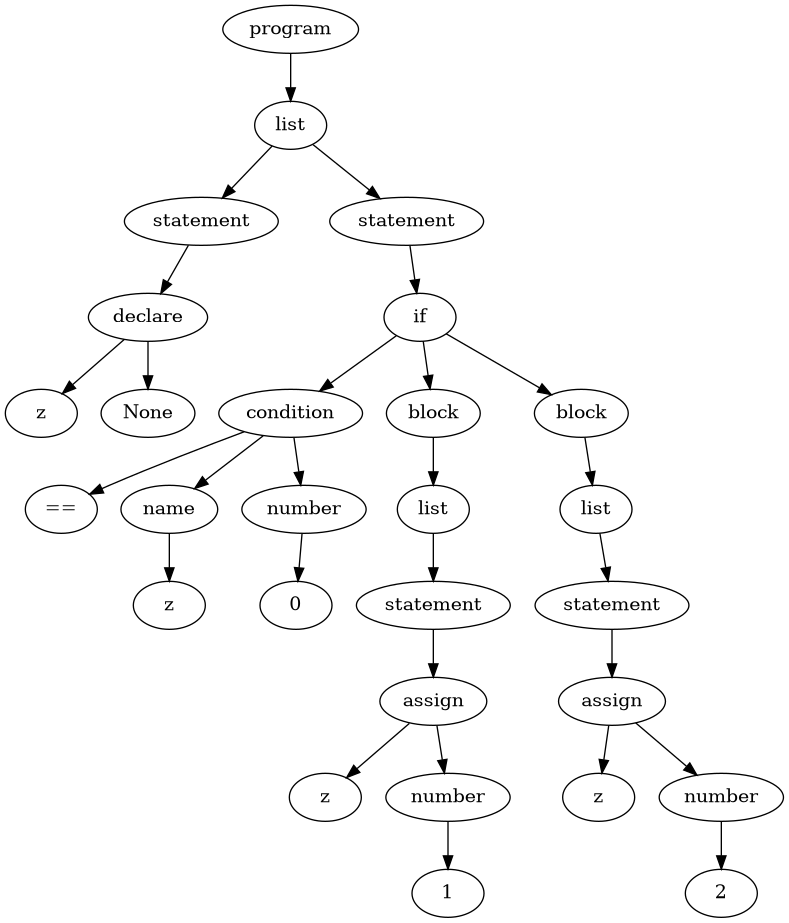 program
list
statement
statement
declare
if
z
None
condition
block
block
==
name
number
list
list
z
0
statement
statement
assign
assign
z
number
z
number
1
2